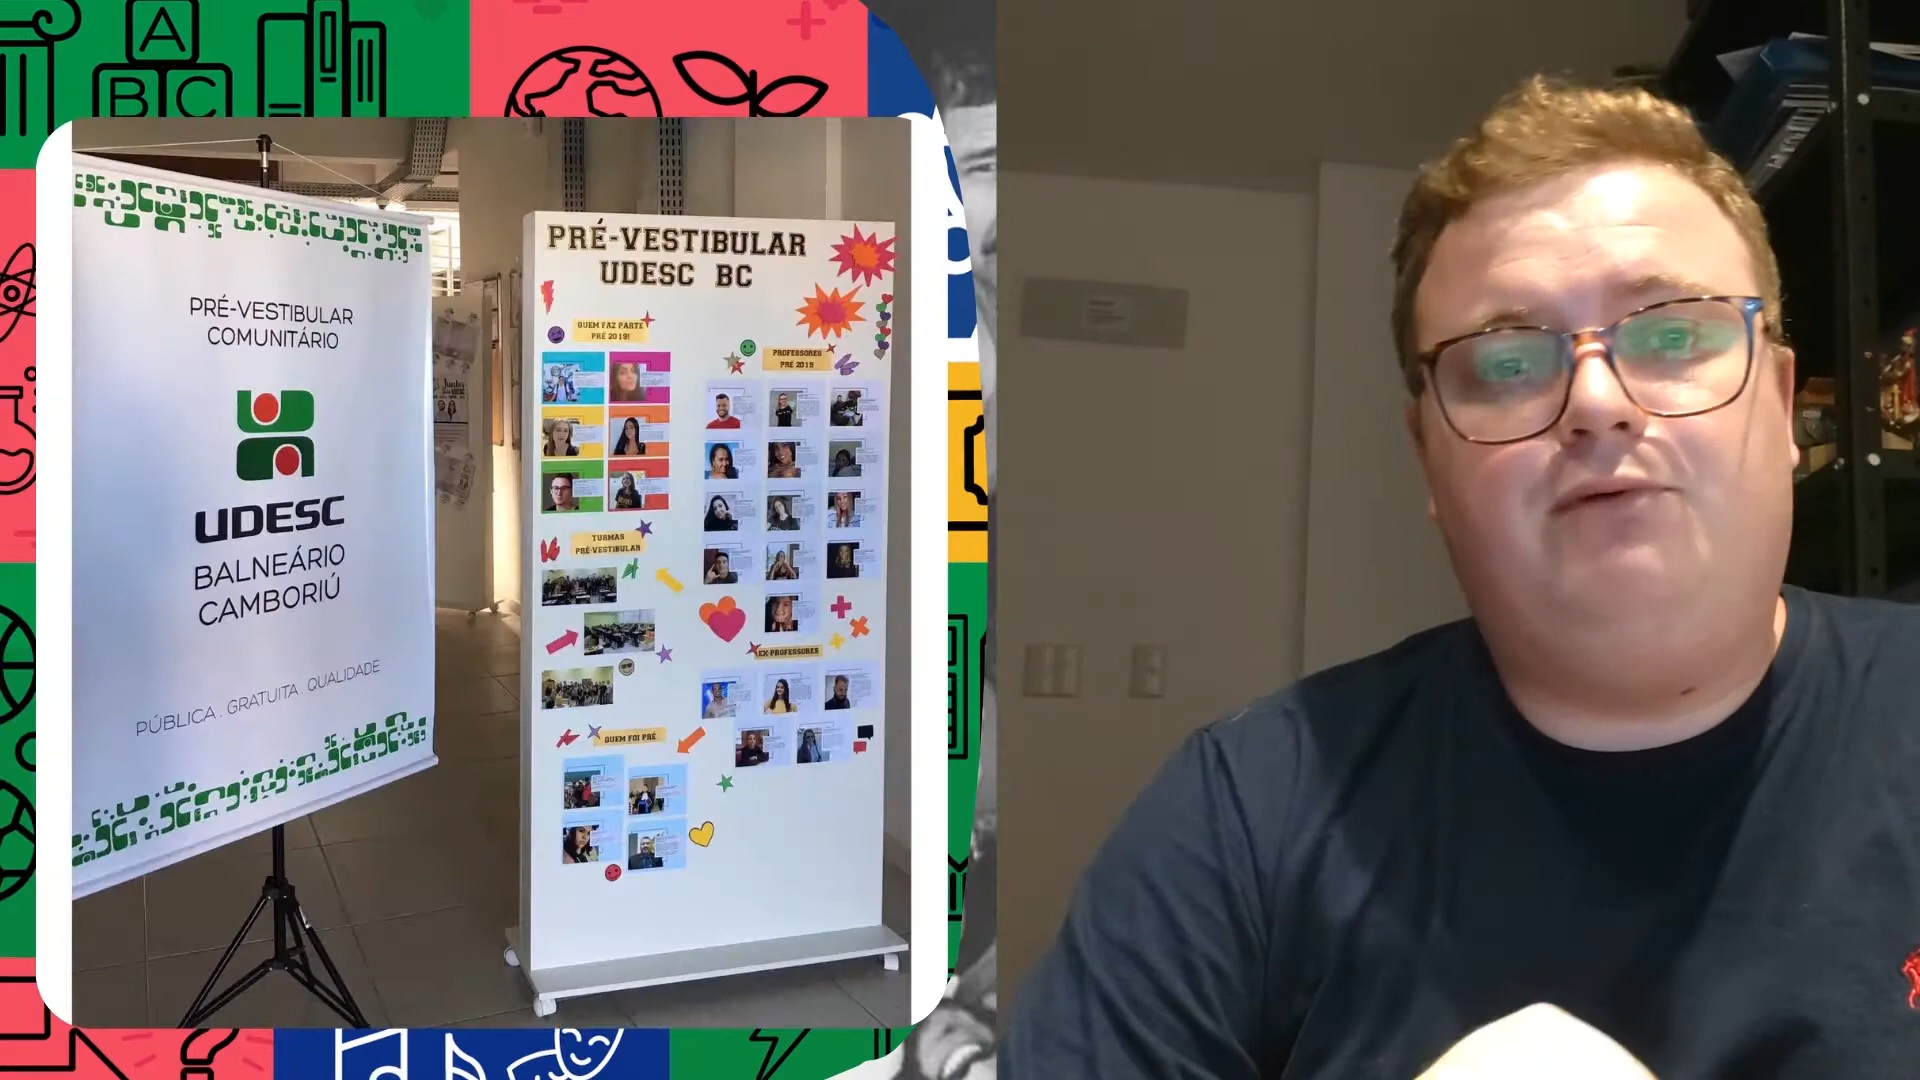 A
B C
PRÉ-VESTIBULAR
COMUNITÁRIO
UDESC
BALNEÁRIO
CAMBORIÚ
PÚBLICA . GRATUITA . QUALIDADE
PRÉ-VESTIBULAR
UDESC BC
QUEM FAZ PARTE
PRÉ 2019!
PROFESSORES
PRÉ 2019
TURMAS
PRÉ-VESTIBULAR
EX-PROFESSORES
QUEM FOI PRÉ